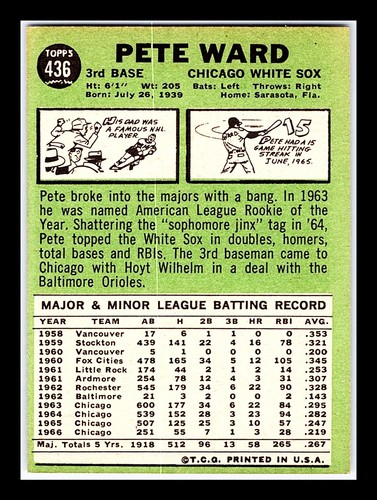 TOPPS
436
PETE WARD
3rd BASE CHICAGO WHITE SOX
Ht: 6'1" Wt: 205 Bats: Left Throws: Right
Born: July 26, 1939 Home: Sarasota, Fla.
HIS DAD WAS
A FAMOUS NHL
PLAYER
15
PETE HAD A 15
GAME HITTING
STREAK IN
JUNE, 1965.
Pete broke into the majors with a bang. In 1963
he was named American League Rookie of the
Year. Shattering the "sophomore jinx" tag in '64,
Pete topped the White Sox in doubles, homers,
total bases and RBIs. The 3rd baseman came to
Chicago with Hoyt Wilhelm in a deal with the
Baltimore Orioles.
MAJOR & MINOR LEAGUE BATTING RECORD
YEAR TEAM AB H 2B 3B HR RBI AVG.
1958 Vancouver 17 6 1 1 0 0 .353
1959 Stockton 439 141 22 4 16 78 .321
1960 Vancouver 5 1 0 0 0 0 .200
1960 Fox Cities 478 165 34 5 12 105 .345
1961 Little Rock 174 44 2 1 2 14 .253
1961 Ardmore 254 78 12 4 3 31 .307
1962 Rochester 545 179 34 6 22 90 .328
1962 Baltimore 21 3 2 0 0 2 .143
1963 Chicago 600 177 34 6 22 84 .295
1964 Chicago 539 152 28 3 23 94 .282
1965 Chicago 507 125 25 3 10 57 .247
1966 Chicago 251 55 7 1 3 28 .219
Maj. Totals 5 Yrs. 1918 512 96 13 58 265 .267
©T.C.G. PRINTED IN U.S.A.